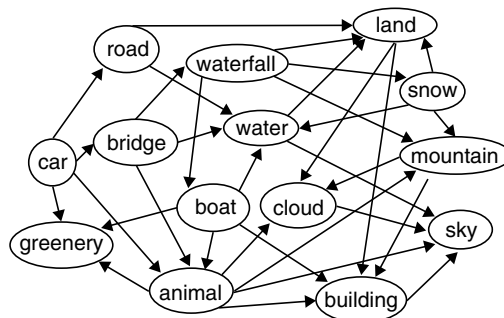 land
road
waterfall
snow
water
bridge
mountain
car
boat
cloud
sky
greenery
animal
building